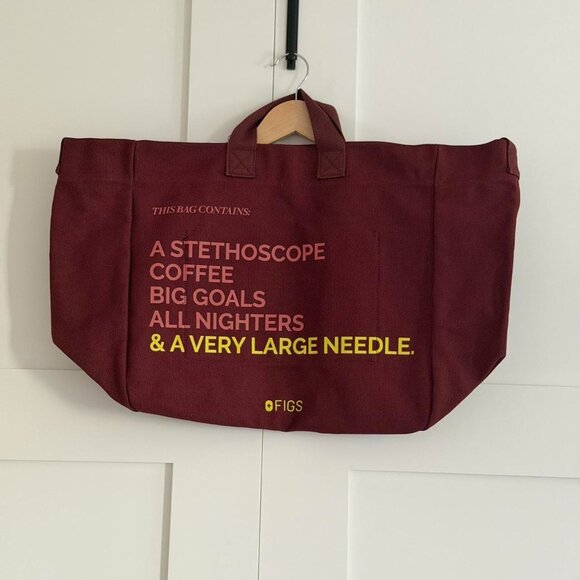 THIS BAG CONTAINS:
A STETHOSCOPE
COFFEE
BIG GOALS
ALL NIGHTERS
& A VERY LARGE NEEDLE.
FIGS